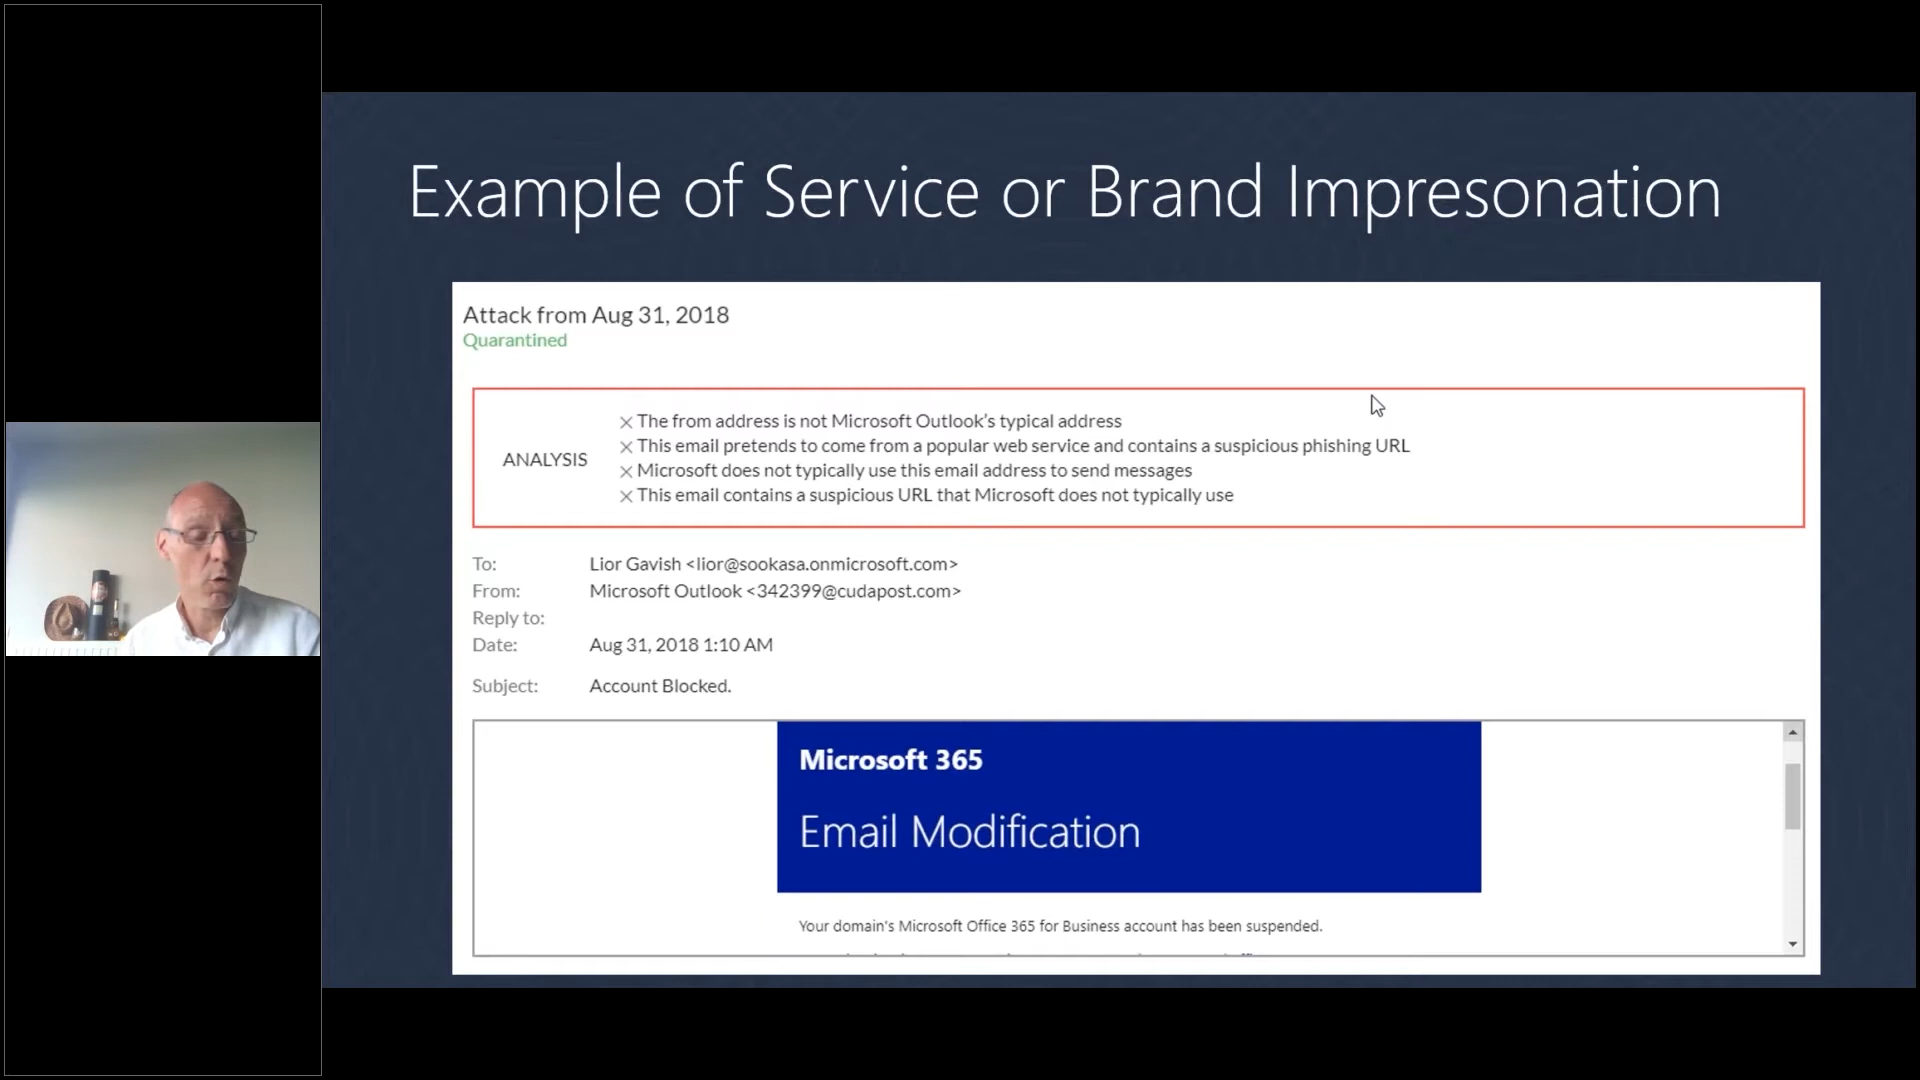 Example of Service or Brand Impresonation
Attack from Aug 31, 2018
Quarantined
ANALYSIS
The from address is not Microsoft Outlook's typical address
This email pretends to come from a popular web service and contains a suspicious phishing URL
Microsoft does not typically use this email address to send messages
This email contains a suspicious URL that Microsoft does not typically use
To: Lior Gavish <lior@sookasa.onmicrosoft.com>
From: Microsoft Outlook <342399@cudapost.com>
Reply to:
Date: Aug 31, 2018 1:10 AM
Subject: Account Blocked.
Microsoft 365
Email Modification
Your domain's Microsoft Office 365 for Business account has been suspended.